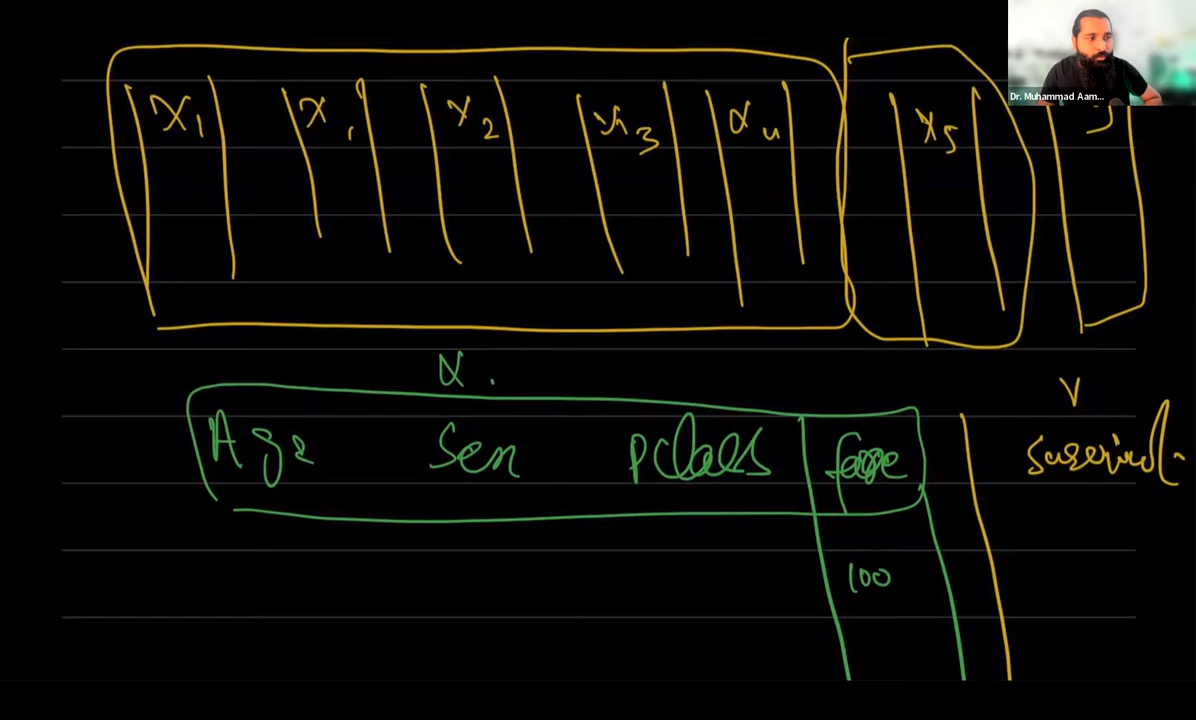 Dr. Muhammad Aam...
X1 X1 X2 X3 X4 X5 y
X. Y
Age Sex pclass fare survived
100